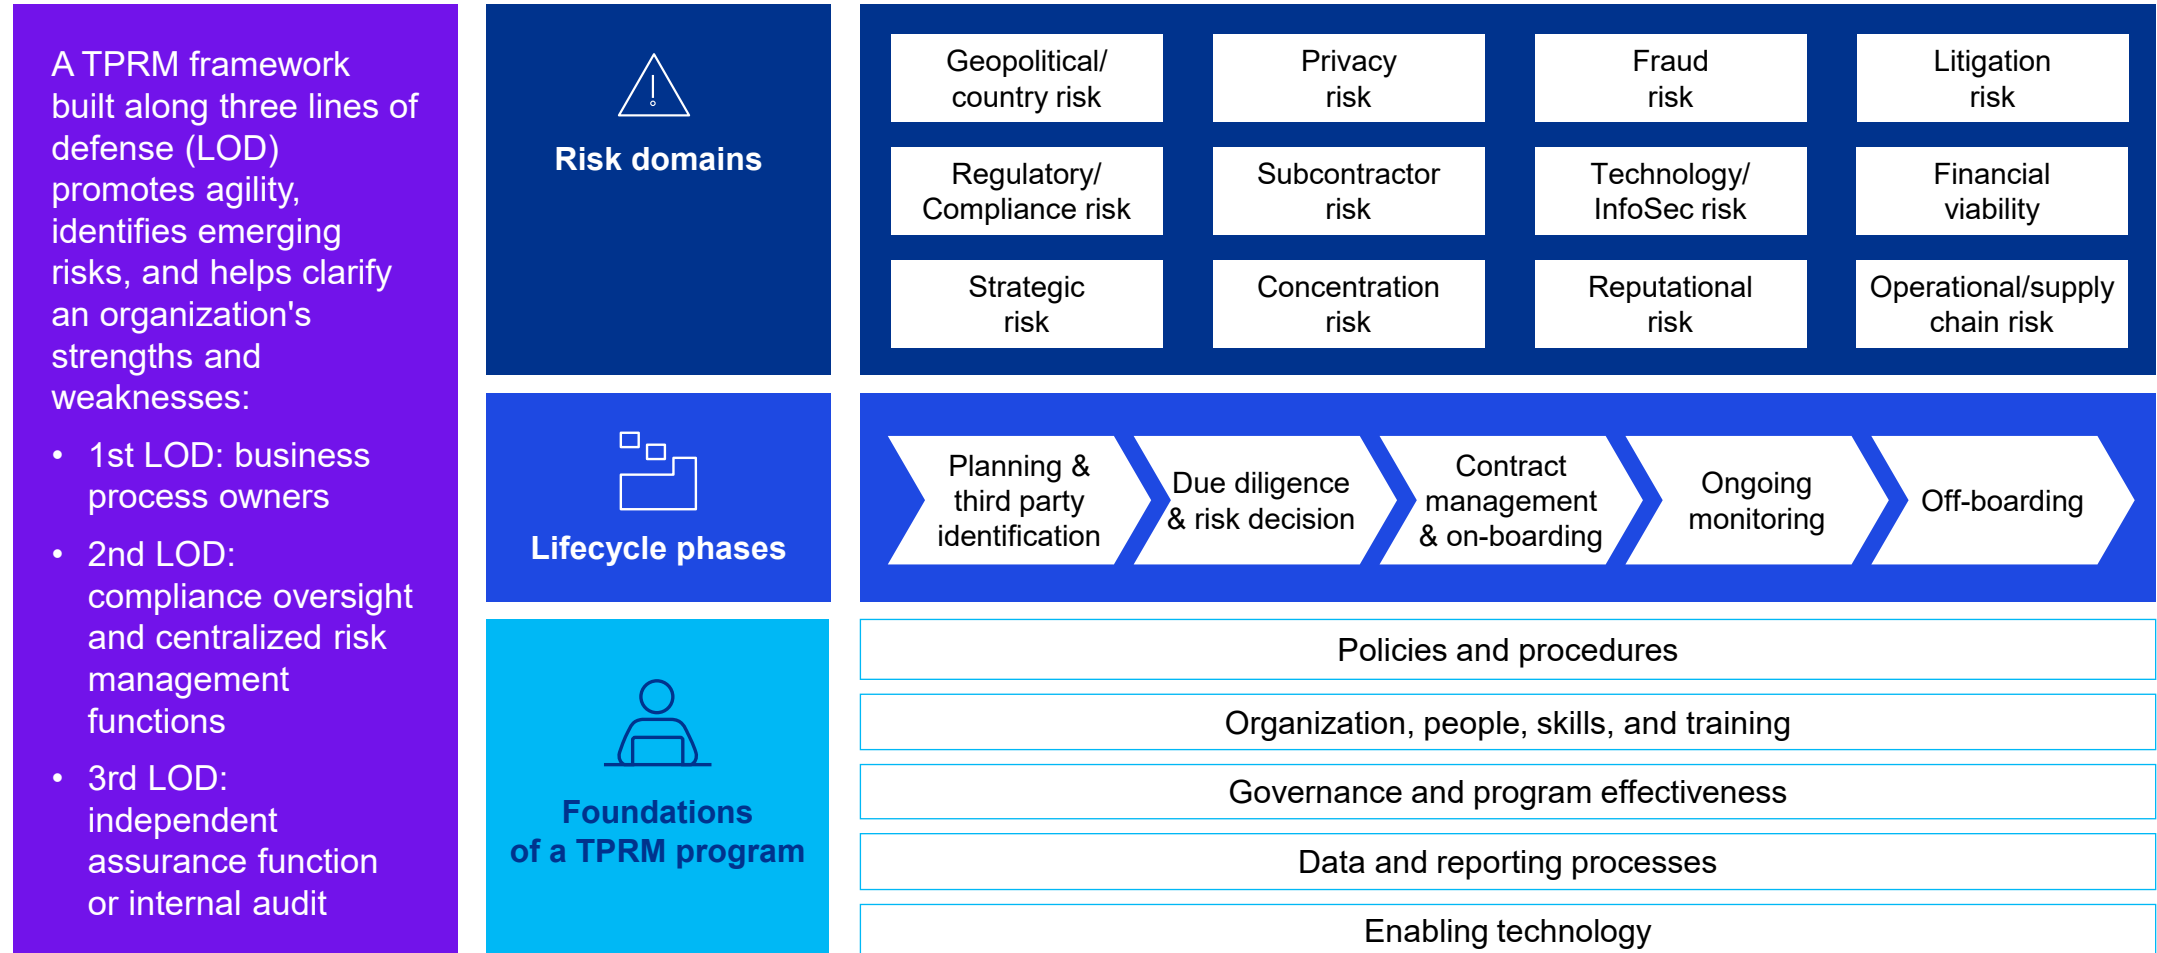 A TPRM framework
built along three lines of
defense (LOD)
promotes agility,
identifies emerging
risks, and helps clarify
an organization's
strengths and
weaknesses:
• 1st LOD: business
process owners
• 2nd LOD:
compliance oversight
and centralized risk
management
functions
• 3rd LOD:
independent
assurance function
or internal audit
Risk domains
Geopolitical/
country risk
Privacy
risk
Fraud
risk
Litigation
risk
Regulatory/
Compliance risk
Subcontractor
risk
Technology/
InfoSec risk
Financial
viability
Strategic
risk
Concentration
risk
Reputational
risk
Operational/supply
chain risk
Lifecycle phases
Planning &
third party
identification
Due diligence
& risk decision
Contract
management
& on-boarding
Ongoing
monitoring
Off-boarding
Foundations
of a TPRM program
Policies and procedures
Organization, people, skills, and training
Governance and program effectiveness
Data and reporting processes
Enabling technology